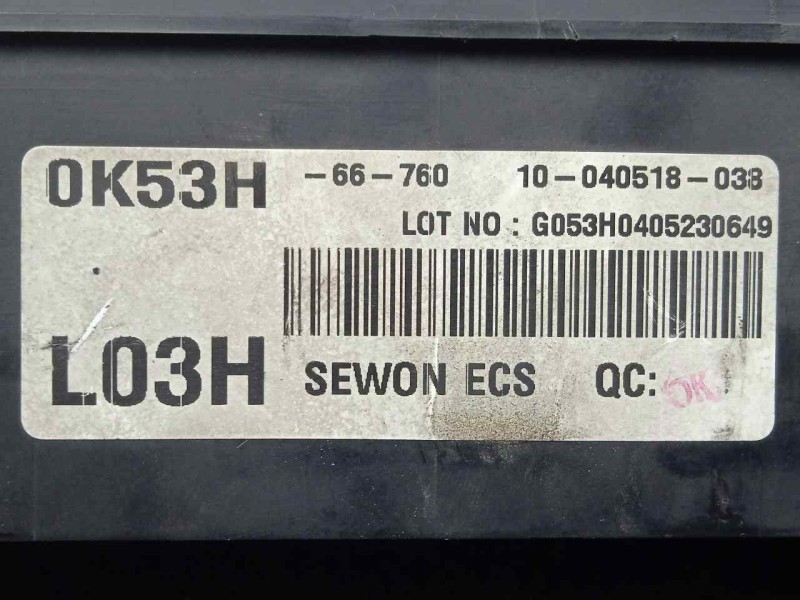 0K53H -66-760 10-040518-038
LOT NO : G053H0405230649
L03H SEWON ECS QC: OK